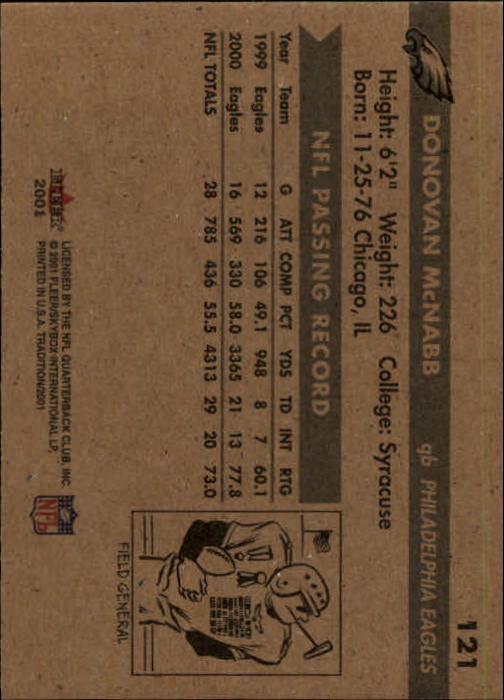 121
DONOVAN McNABB qb PHILADELPHIA EAGLES
Height: 6'2" Weight: 226 College: Syracuse
Born: 11-25-76 Chicago, IL
NFL PASSING RECORD
Year Team G ATT COMP PCT YDS TD INT RTG
1999 Eagles 12 216 106 49.1 948 8 7 60.1
2000 Eagles 16 569 330 58.0 3365 21 13 77.8
NFL TOTALS 28 785 436 55.5 4313 29 20 73.0
FIELD GENERAL
FLEER
2001
LICENSED BY THE NFL QUARTERBACK CLUB, INC.
© 2001 FLEER/SKYBOX INTERNATIONAL LP.
PRINTED IN U.S.A. TRADITION/2001
NFL